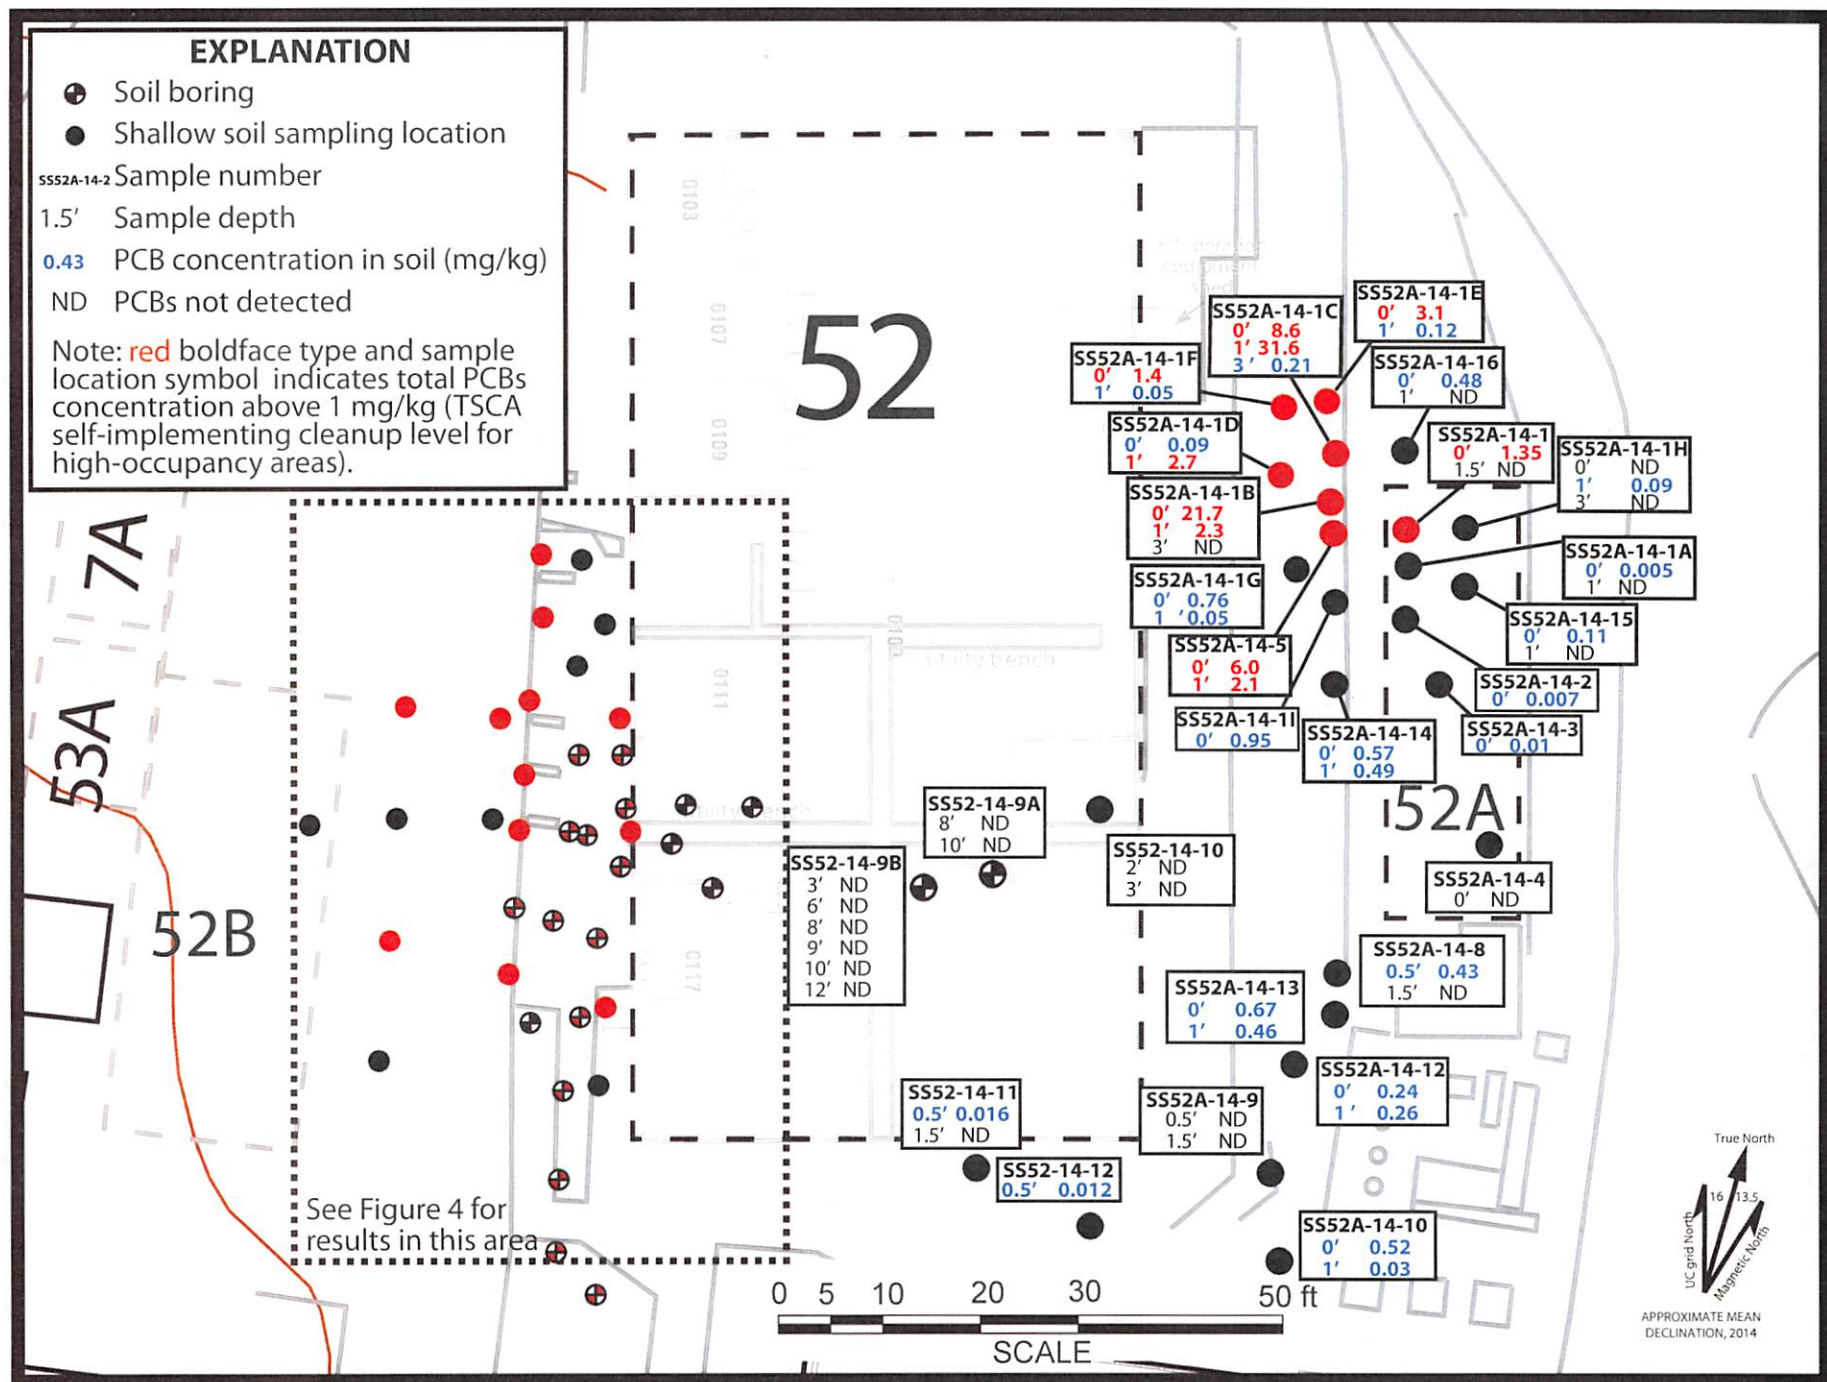 EXPLANATION
Soil boring
Shallow soil sampling location
SS52A-14-2 Sample number
1.5' Sample depth
0.43 PCB concentration in soil (mg/kg)
ND PCBs not detected
Note: red boldface type and sample
location symbol indicates total PCBs
concentration above 1 mg/kg (TSCA
self-implementing cleanup level for
high-occupancy areas).
52
0103
0107
0109
0111
0117
equipment
shed
utility trench
utility trench
7A
53A
52B
52A
SS52A-14-1E
0' 3.1
1' 0.12
SS52A-14-1C
0' 8.6
1' 31.6
3' 0.21
SS52A-14-1F
0' 1.4
1' 0.05
SS52A-14-16
0' 0.48
1' ND
SS52A-14-1D
0' 0.09
1' 2.7
SS52A-14-1
0' 1.35
1.5' ND
SS52A-14-1H
0' ND
1' 0.09
3' ND
SS52A-14-1B
0' 21.7
1' 2.3
3' ND
SS52A-14-1A
0' 0.005
1' ND
SS52A-14-1G
0' 0.76
1' 0.05
SS52A-14-15
0' 0.11
1' ND
SS52A-14-5
0' 6.0
1' 2.1
SS52A-14-2
0' 0.007
SS52A-14-1I
0' 0.95
SS52A-14-14
0' 0.57
1' 0.49
SS52A-14-3
0' 0.01
SS52-14-9A
8' ND
10' ND
SS52-14-10
2' ND
3' ND
SS52-14-9B
3' ND
6' ND
8' ND
9' ND
10' ND
12' ND
SS52A-14-4
0' ND
SS52A-14-8
0.5' 0.43
1.5' ND
SS52A-14-13
0' 0.67
1' 0.46
SS52A-14-12
0' 0.24
1' 0.26
SS52-14-11
0.5' 0.016
1.5' ND
SS52A-14-9
0.5' ND
1.5' ND
SS52-14-12
0.5' 0.012
SS52A-14-10
0' 0.52
1' 0.03
See Figure 4 for
results in this area
0 5 10 20 30 50 ft
SCALE
True North
16 13.5
UC grid North
Magnetic North
APPROXIMATE MEAN
DECLINATION, 2014